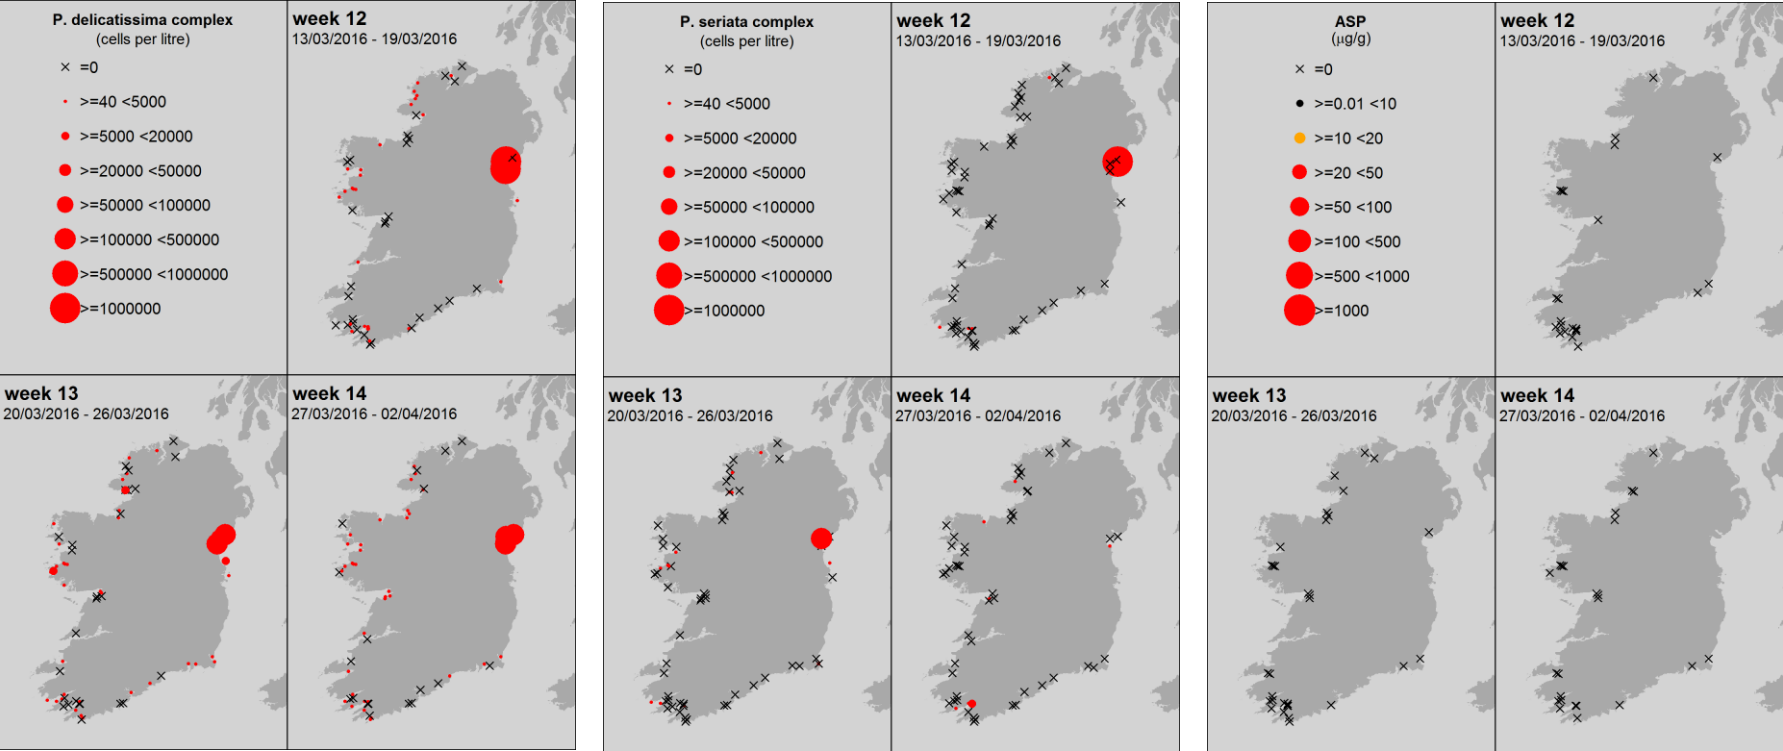 P. delicatissima complex
(cells per litre)
=0
>=40 <5000
>=5000 <20000
>=20000 <50000
>=50000 <100000
>=100000 <500000
>=500000 <1000000
>=1000000
week 12
13/03/2016 - 19/03/2016
week 13
20/03/2016 - 26/03/2016
week 14
27/03/2016 - 02/04/2016
P. seriata complex
(cells per litre)
=0
>=40 <5000
>=5000 <20000
>=20000 <50000
>=50000 <100000
>=100000 <500000
>=500000 <1000000
>=1000000
week 12
13/03/2016 - 19/03/2016
week 13
20/03/2016 - 26/03/2016
week 14
27/03/2016 - 02/04/2016
ASP
(µg/g)
=0
>=0.01 <10
>=10 <20
>=20 <50
>=50 <100
>=100 <500
>=500 <1000
>=1000
week 12
13/03/2016 - 19/03/2016
week 13
20/03/2016 - 26/03/2016
week 14
27/03/2016 - 02/04/2016